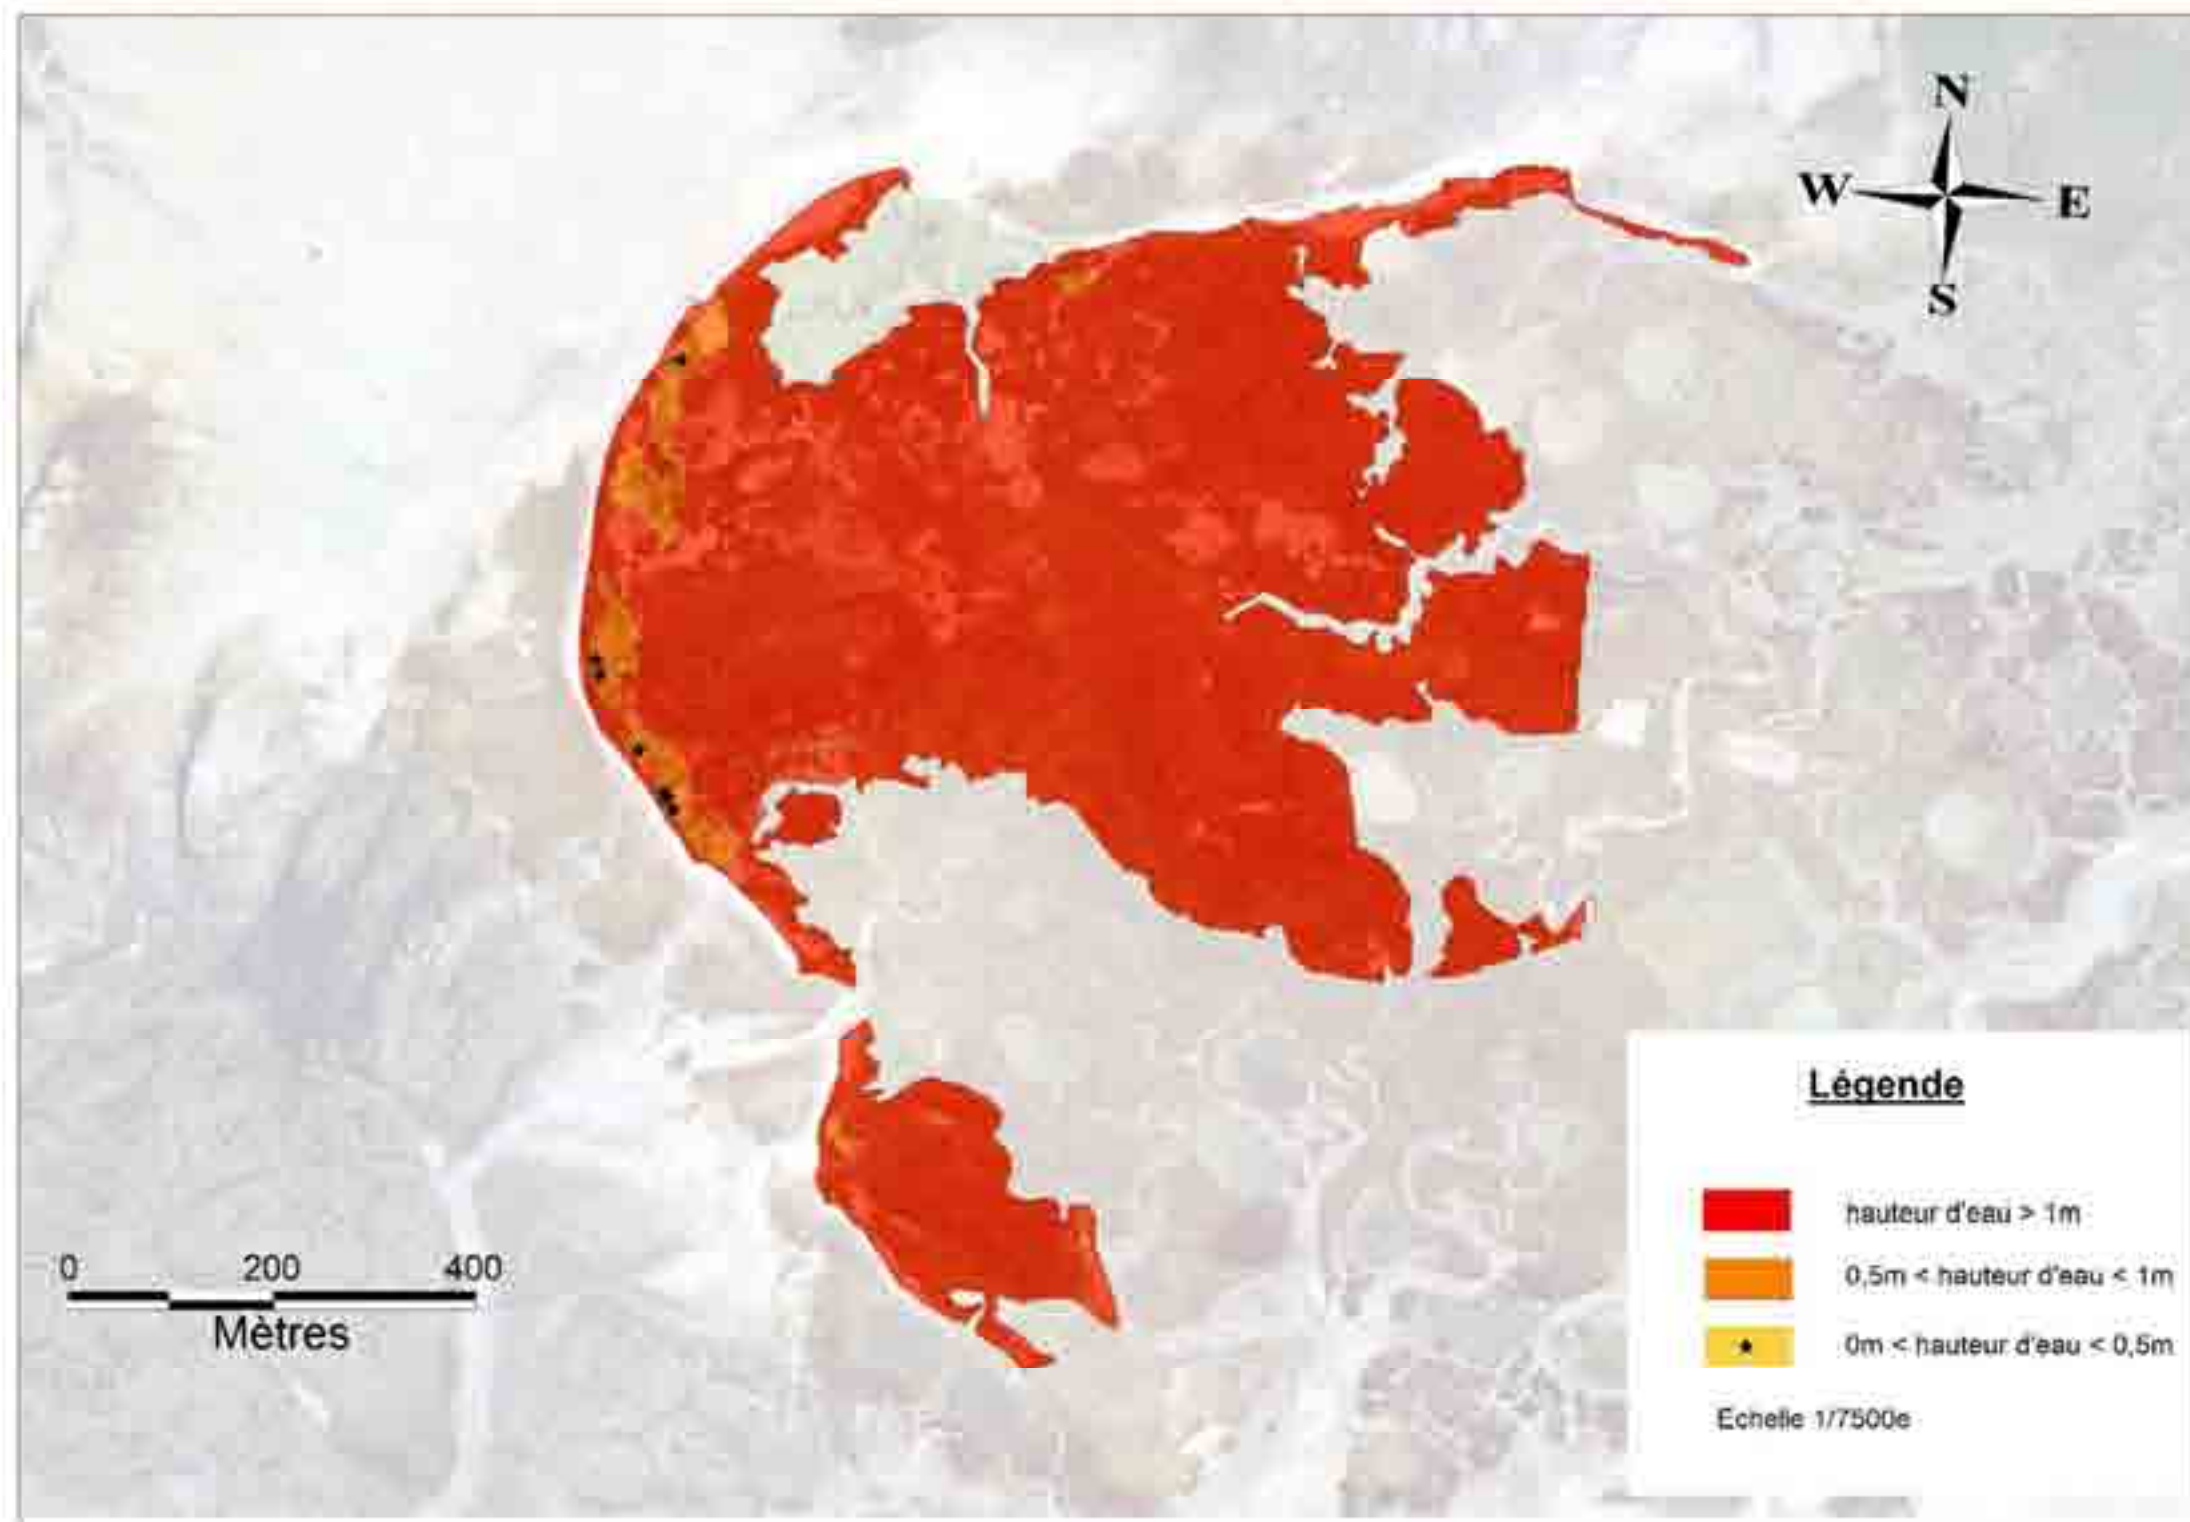 N
W E
S
Légende
hauteur d'eau > 1m
0,5m < hauteur d'eau < 1m
0m < hauteur d'eau < 0,5m
Echelle 1/7500e
0 200 400
Mètres